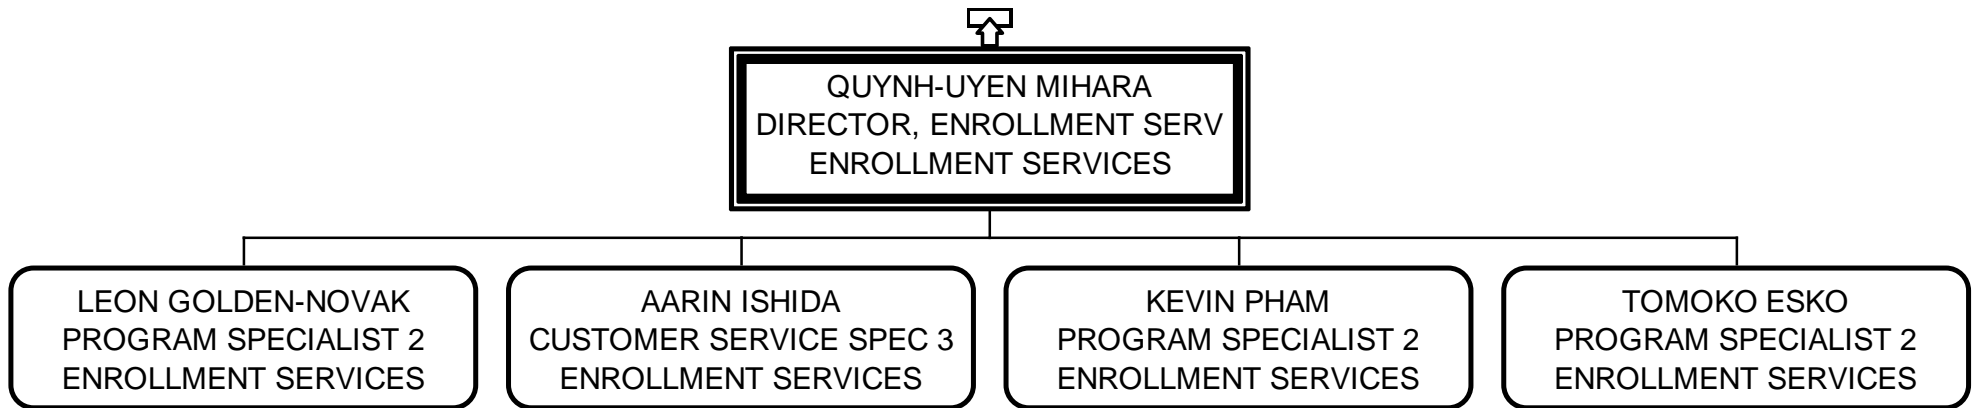 QUYNH-UYEN MIHARA
DIRECTOR, ENROLLMENT SERV
ENROLLMENT SERVICES
LEON GOLDEN-NOVAK
PROGRAM SPECIALIST 2
ENROLLMENT SERVICES
AARIN ISHIDA
CUSTOMER SERVICE SPEC 3
ENROLLMENT SERVICES
KEVIN PHAM
PROGRAM SPECIALIST 2
ENROLLMENT SERVICES
TOMOKO ESKO
PROGRAM SPECIALIST 2
ENROLLMENT SERVICES